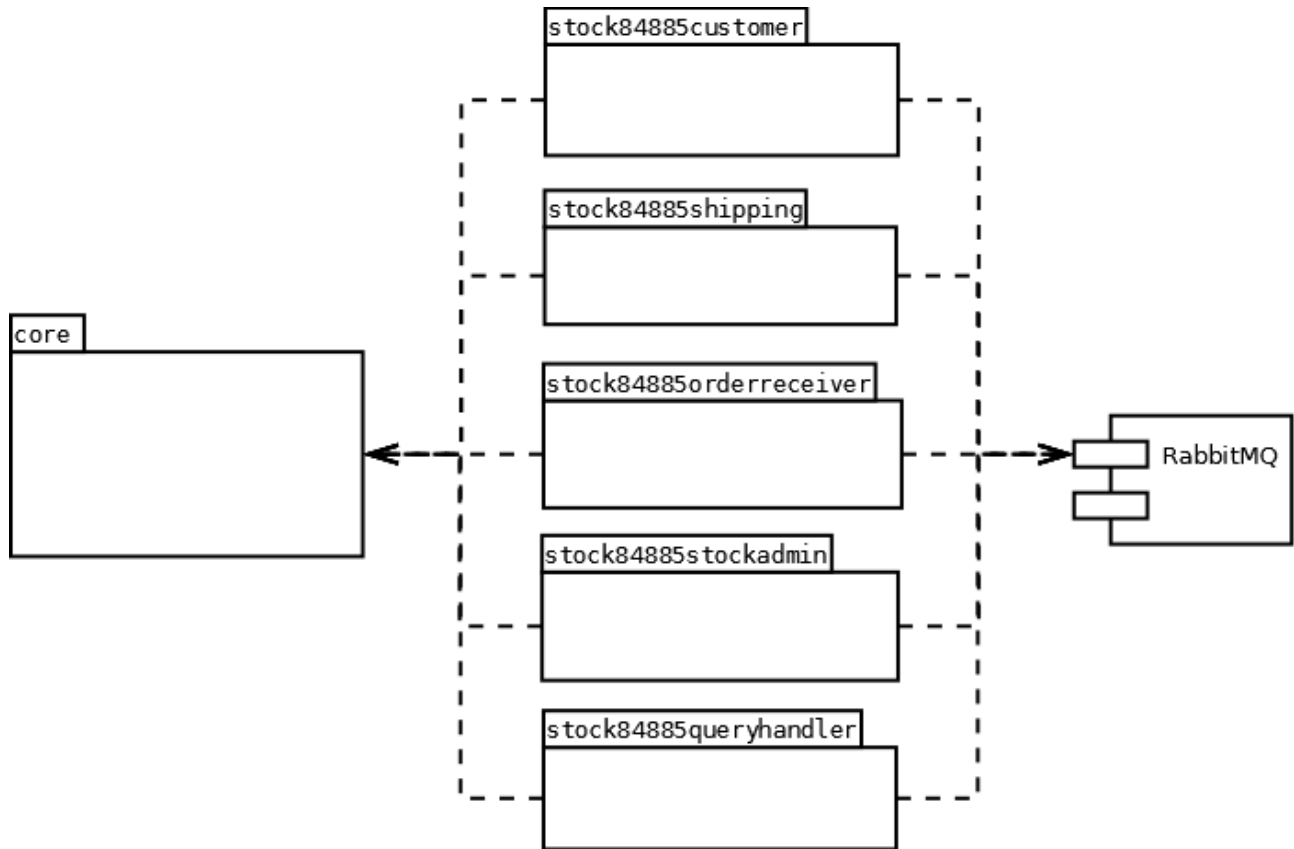 stock84885customer
stock84885shipping
core
stock84885orderreceiver
RabbitMQ
stock84885stockadmin
stock84885queryhandler